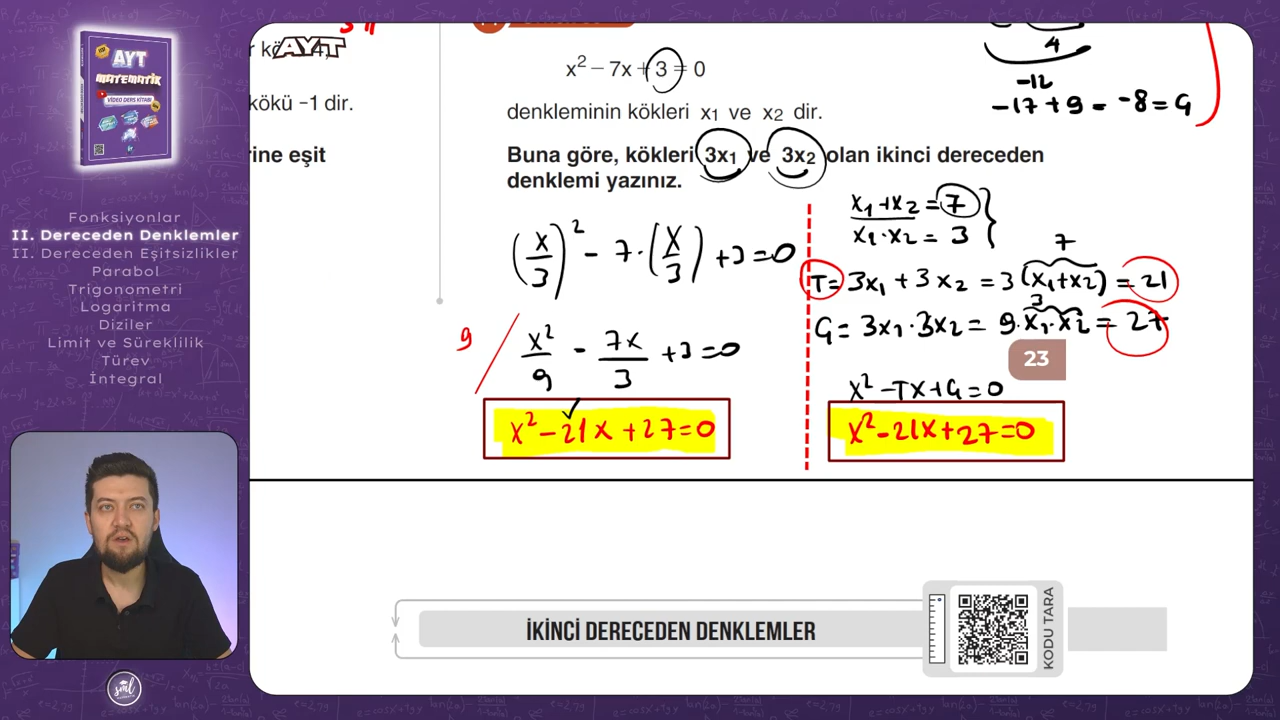 AYT
MATEMATİK
VİDEO DERS KİTABI
Fonksiyonlar
II. Dereceden Denklemler
II. Dereceden Eşitsizlikler
Parabol
Trigonometri
Logaritma
Diziler
Limit ve Süreklilik
Türev
İntegral
sml
AYT
kökü −1 dir.
rine eşit
x² − 7x + 3 = 0
denkleminin kökleri x₁ ve x₂ dir.
Buna göre, kökleri 3x₁ ve 3x₂ olan ikinci dereceden
denklemi yazınız.
(x/3)² − 7·(x/3) + 3 = 0
9 / x²/9 − 7x/3 + 3 = 0
x² − 21x + 27 = 0
4
−12
−17 + 9 = −8 = Ç
x₁ + x₂ = 7
x₁ · x₂ = 3
7
T = 3x₁ + 3x₂ = 3(x₁ + x₂) = 21
3
Ç = 3x₁ · 3x₂ = 9 · x₁ · x₂ = 27
23
x² − Tx + Ç = 0
x² − 21x + 27 = 0
İKİNCİ DERECEDEN DENKLEMLER
KODU TARA